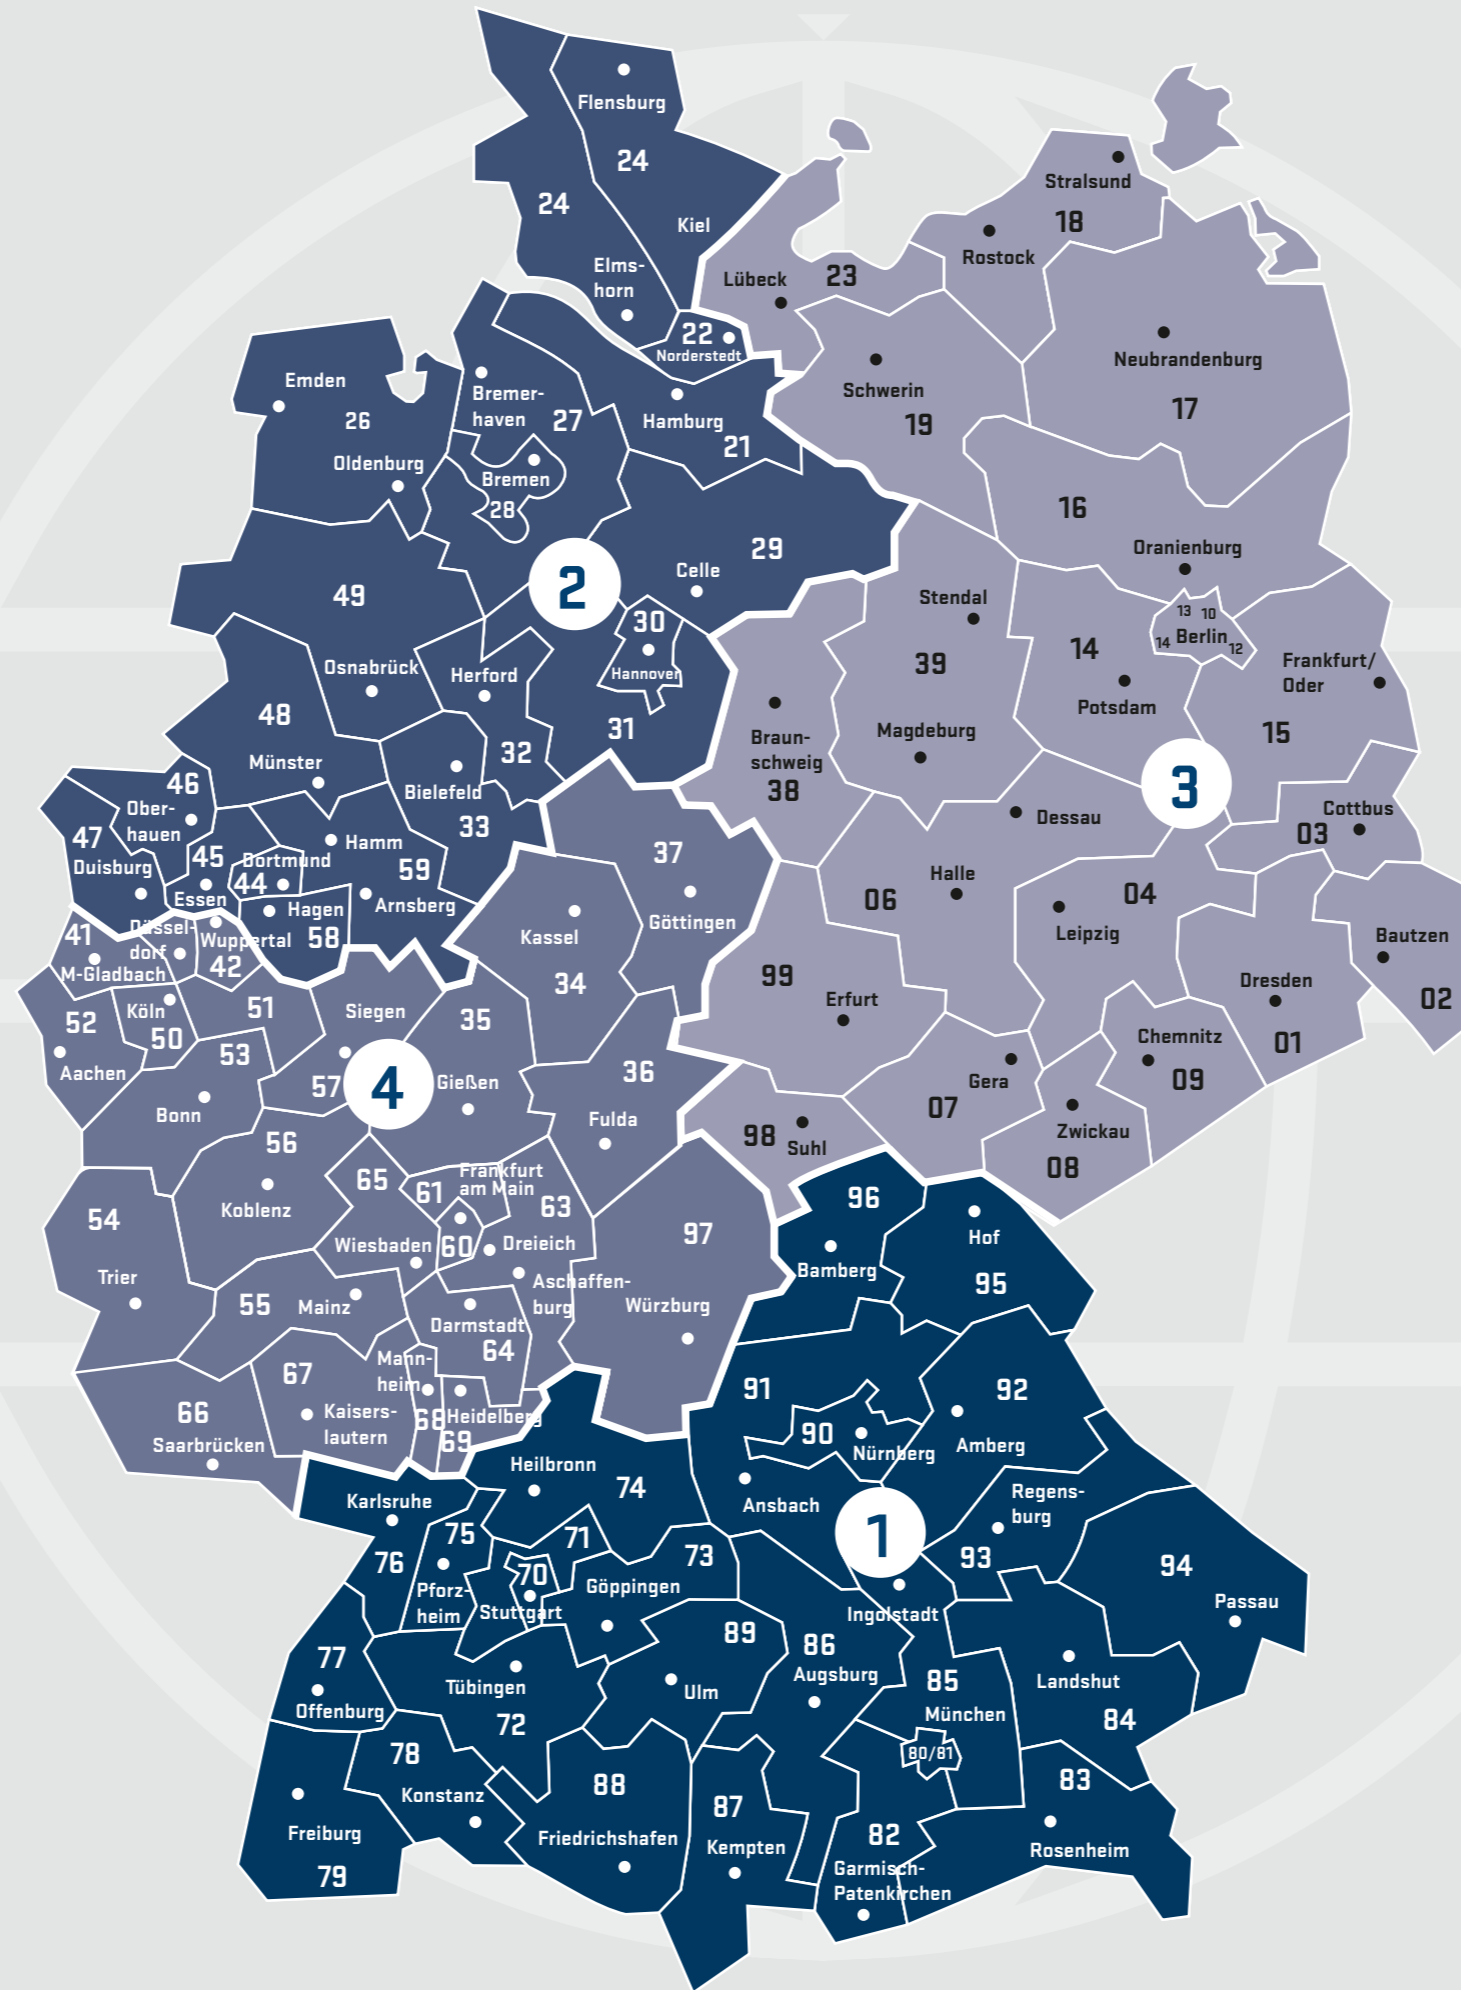 Flensburg
24
24
Kiel
Elms-
horn
22
Norderstedt
Stralsund
18
Rostock
Lübeck
23
Schwerin
19
Neubrandenburg
17
Emden
26
Oldenburg
Bremer-
haven
27
Hamburg
21
Bremen
28
16
Oranienburg
29
Celle
2
49
30
Hannover
Stendal
39
13
10
14
Berlin
12
14
Potsdam
Frankfurt/
Oder
15
Osnabrück
Herford
48
Münster
32
31
Braun-
schweig
38
Magdeburg
3
Bielefeld
33
46
Ober-
hauen
47
Duisburg
45
Essen
Dortmund
44
Hamm
59
Arnsberg
Hagen
58
Dessau
Cottbus
03
37
Göttingen
Halle
06
04
Leipzig
Kassel
34
41
Düssel-
dorf
M-Gladbach
Wuppertal
42
Bautzen
02
99
Erfurt
Dresden
01
52
Aachen
Köln
50
51
Siegen
35
53
57
4
Gießen
36
Fulda
Chemnitz
09
Gera
07
Zwickau
08
Bonn
56
Koblenz
98
Suhl
65
61
Frankfurt
am Main
63
54
Trier
Wiesbaden
60
Dreieich
97
96
Bamberg
Hof
95
Aschaffen-
burg
Würzburg
55
Mainz
Darmstadt
64
67
Mann-
heim
Kaisers-
lautern
68
Heidelberg
69
66
Saarbrücken
91
90
Nürnberg
92
Amberg
Ansbach
Heilbronn
74
Karlsruhe
75
76
Pforz-
heim
71
70
Stuttgart
73
Göppingen
1
Regens-
burg
93
94
Passau
Ingolstadt
77
Offenburg
Tübingen
72
89
Ulm
86
Augsburg
85
München
80/81
Landshut
84
78
Konstanz
88
Friedrichshafen
87
Kempten
82
Garmisch-
Patenkirchen
83
Rosenheim
Freiburg
79